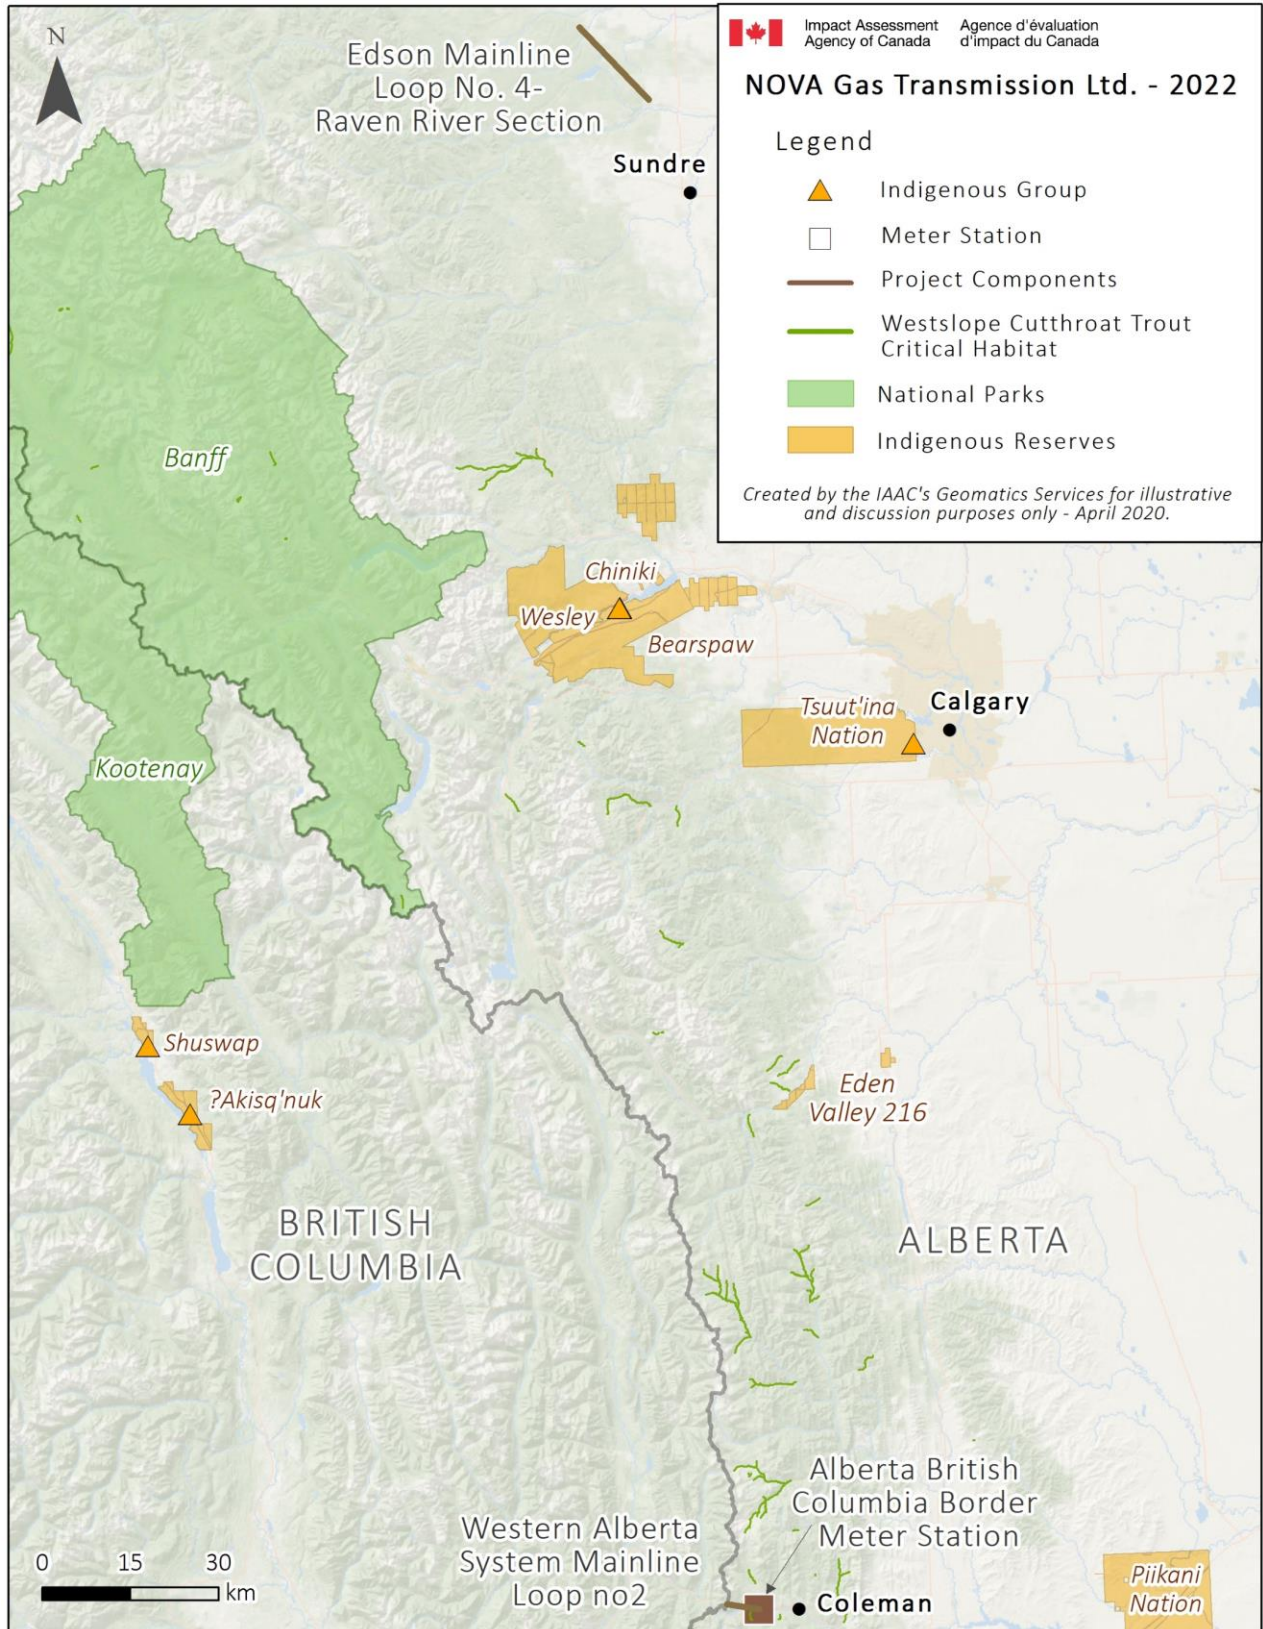 N
Edson Mainline
Loop No. 4-
Raven River Section
Sundre
Impact Assessment
Agency of Canada
Agence d'évaluation
d'impact du Canada
NOVA Gas Transmission Ltd. - 2022
Legend
Indigenous Group
Meter Station
Project Components
Westslope Cutthroat Trout
Critical Habitat
National Parks
Indigenous Reserves
Created by the IAAC's Geomatics Services for illustrative
and discussion purposes only - April 2020.
Banff
Chiniki
Wesley
Bearspaw
Tsuut'ina
Nation
Calgary
Kootenay
Shuswap
?Akisq'nuk
Eden
Valley 216
BRITISH
COLUMBIA
ALBERTA
Alberta British
Columbia Border
Meter Station
Western Alberta
System Mainline
Loop no2
Coleman
Piikani
Nation
0 15 30
km